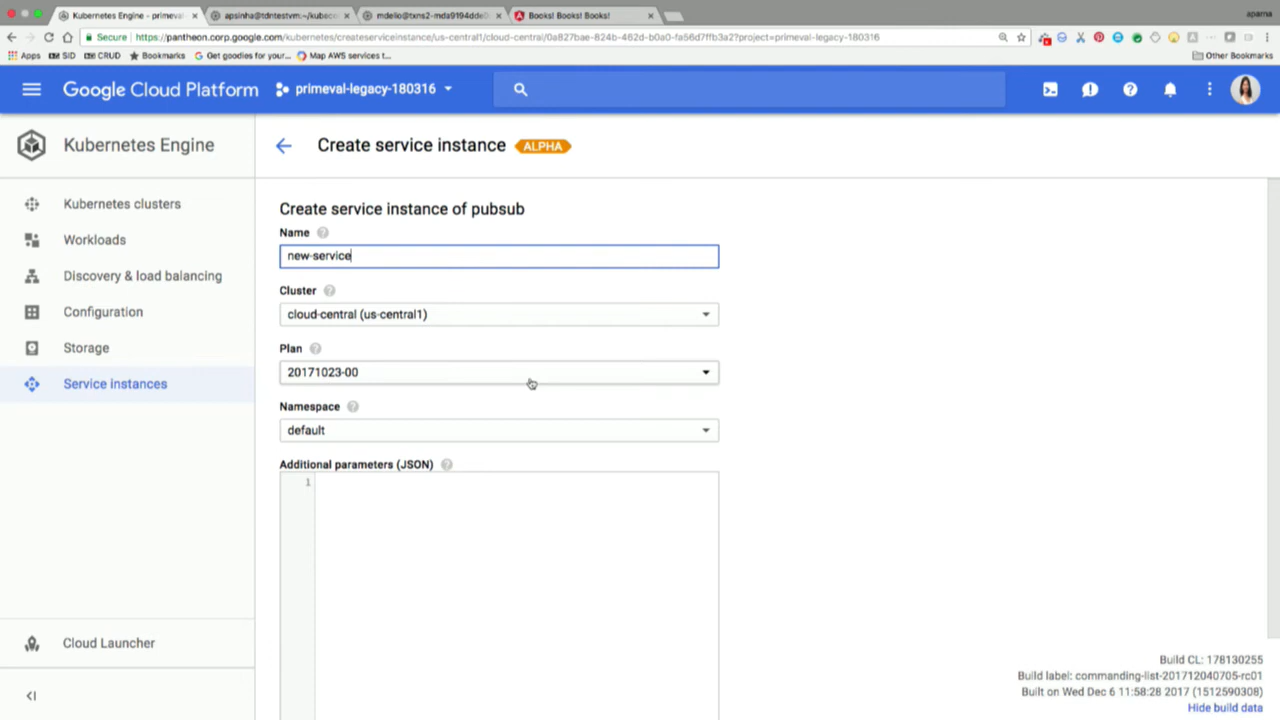 Kubernetes Engine - primeval-
apsinha@tdntestvm:~/kubeco
mdelio@txns2-mda9194dde0
Books! Books! Books!
aparna
Secure
https://pantheon.corp.google.com/kubernetes/createserviceinstance/us-central1/cloud-central/0a827bae-824b-462d-b0a0-fa56d7ffb3a2?project=primeval-legacy-180316
Apps
SID
CRUD
Bookmarks
Get goodies for your...
Map AWS services t...
Other Bookmarks
Google Cloud Platform
primeval-legacy-180316
Kubernetes Engine
Create service instance
ALPHA
Kubernetes clusters
Workloads
Discovery & load balancing
Configuration
Storage
Service instances
Create service instance of pubsub
Name
new-service
Cluster
cloud-central (us-central1)
Plan
20171023-00
Namespace
default
Additional parameters (JSON)
1
Cloud Launcher
Build CL: 178130255
Build label: commanding-list-201712040705-rc01
Built on Wed Dec 6 11:58:28 2017 (1512590308)
Hide build data